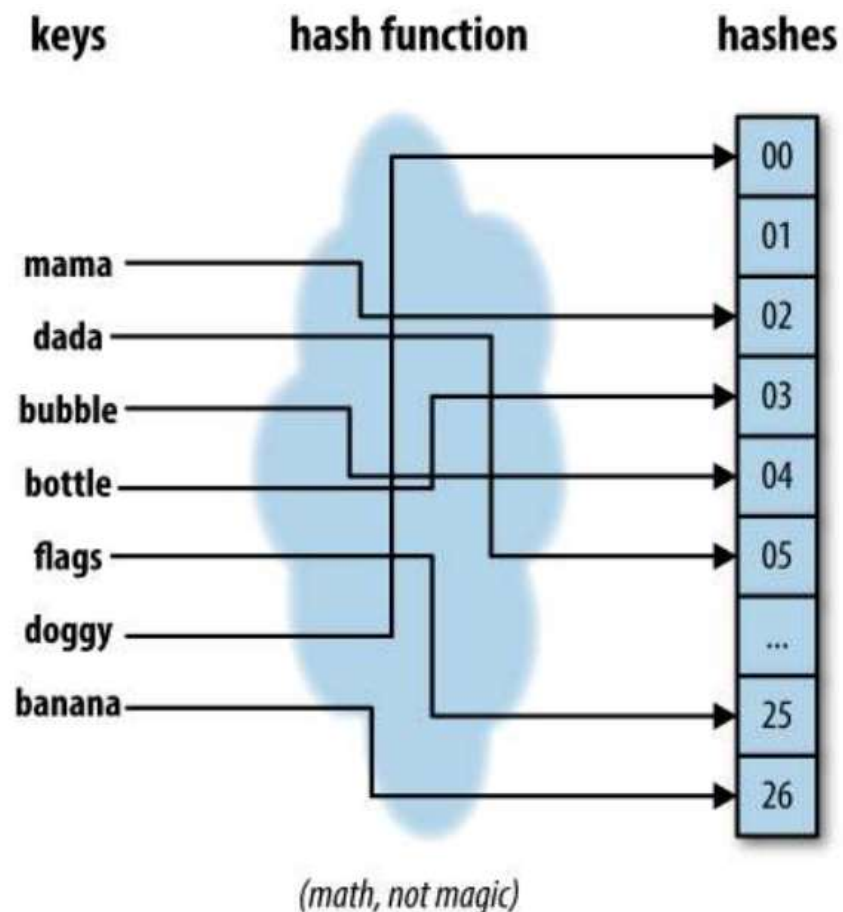 keys hash function hashes
00
01
mama
02
dada
03
bubble
04
bottle
05
flags
...
doggy
25
banana
26
(math, not magic)